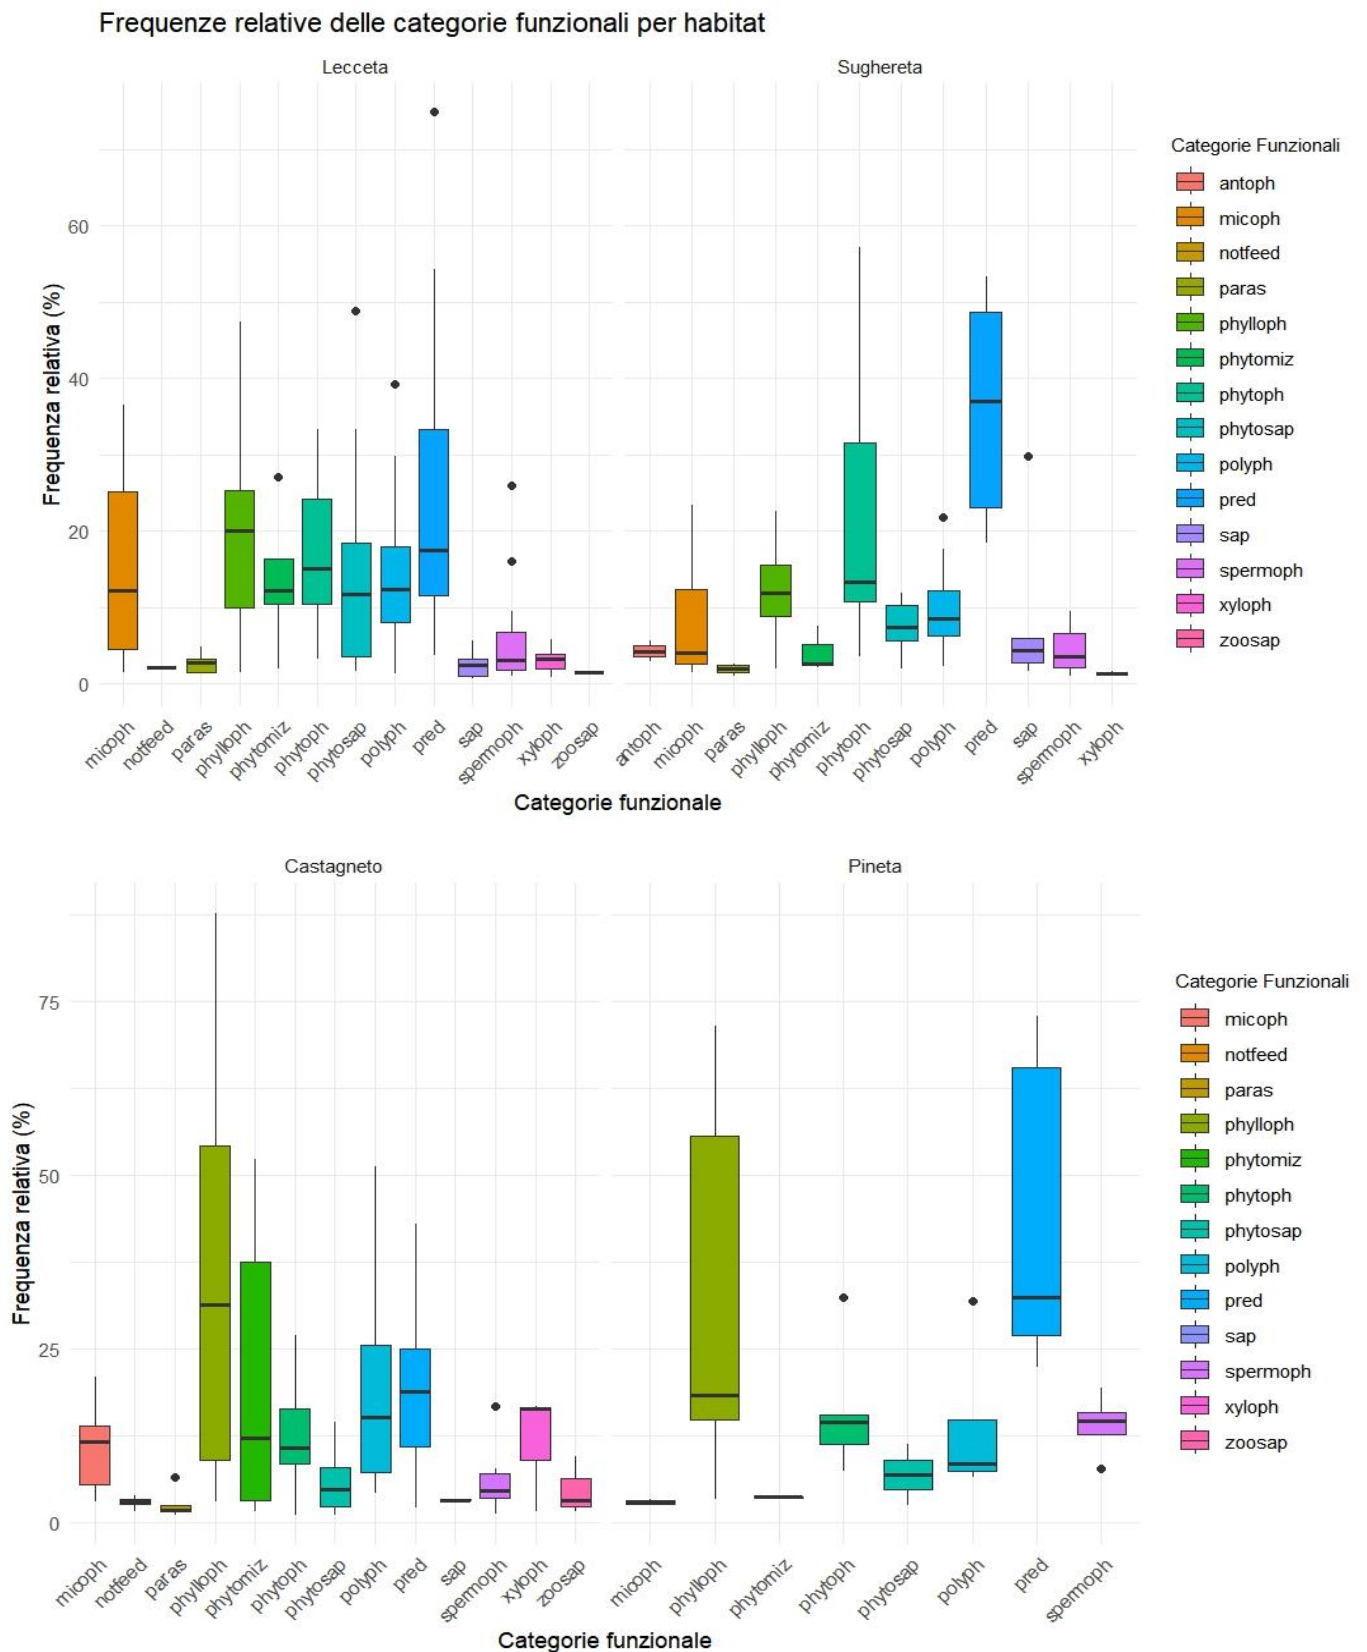 Frequenze relative delle categorie funzionali per habitat
Lecceta
Sughereta
Frequenza relativa (%)
60
40
20
0
micoph
notfeed
paras
phylloph
phytomiz
phytoph
phytosap
polyph
pred
sap
spermoph
xyloph
zoosap
antoph
micoph
paras
phylloph
phytomiz
phytoph
phytosap
polyph
pred
sap
spermoph
xyloph
Categorie funzionale
Categorie Funzionali
antoph
micoph
notfeed
paras
phylloph
phytomiz
phytoph
phytosap
polyph
pred
sap
spermoph
xyloph
zoosap
Castagneto
Pineta
Frequenza relativa (%)
75
50
25
0
micoph
notfeed
paras
phylloph
phytomiz
phytoph
phytosap
polyph
pred
sap
spermoph
xyloph
zoosap
micoph
phylloph
phytomiz
phytoph
phytosap
polyph
pred
spermoph
Categorie funzionale
Categorie Funzionali
micoph
notfeed
paras
phylloph
phytomiz
phytoph
phytosap
polyph
pred
sap
spermoph
xyloph
zoosap